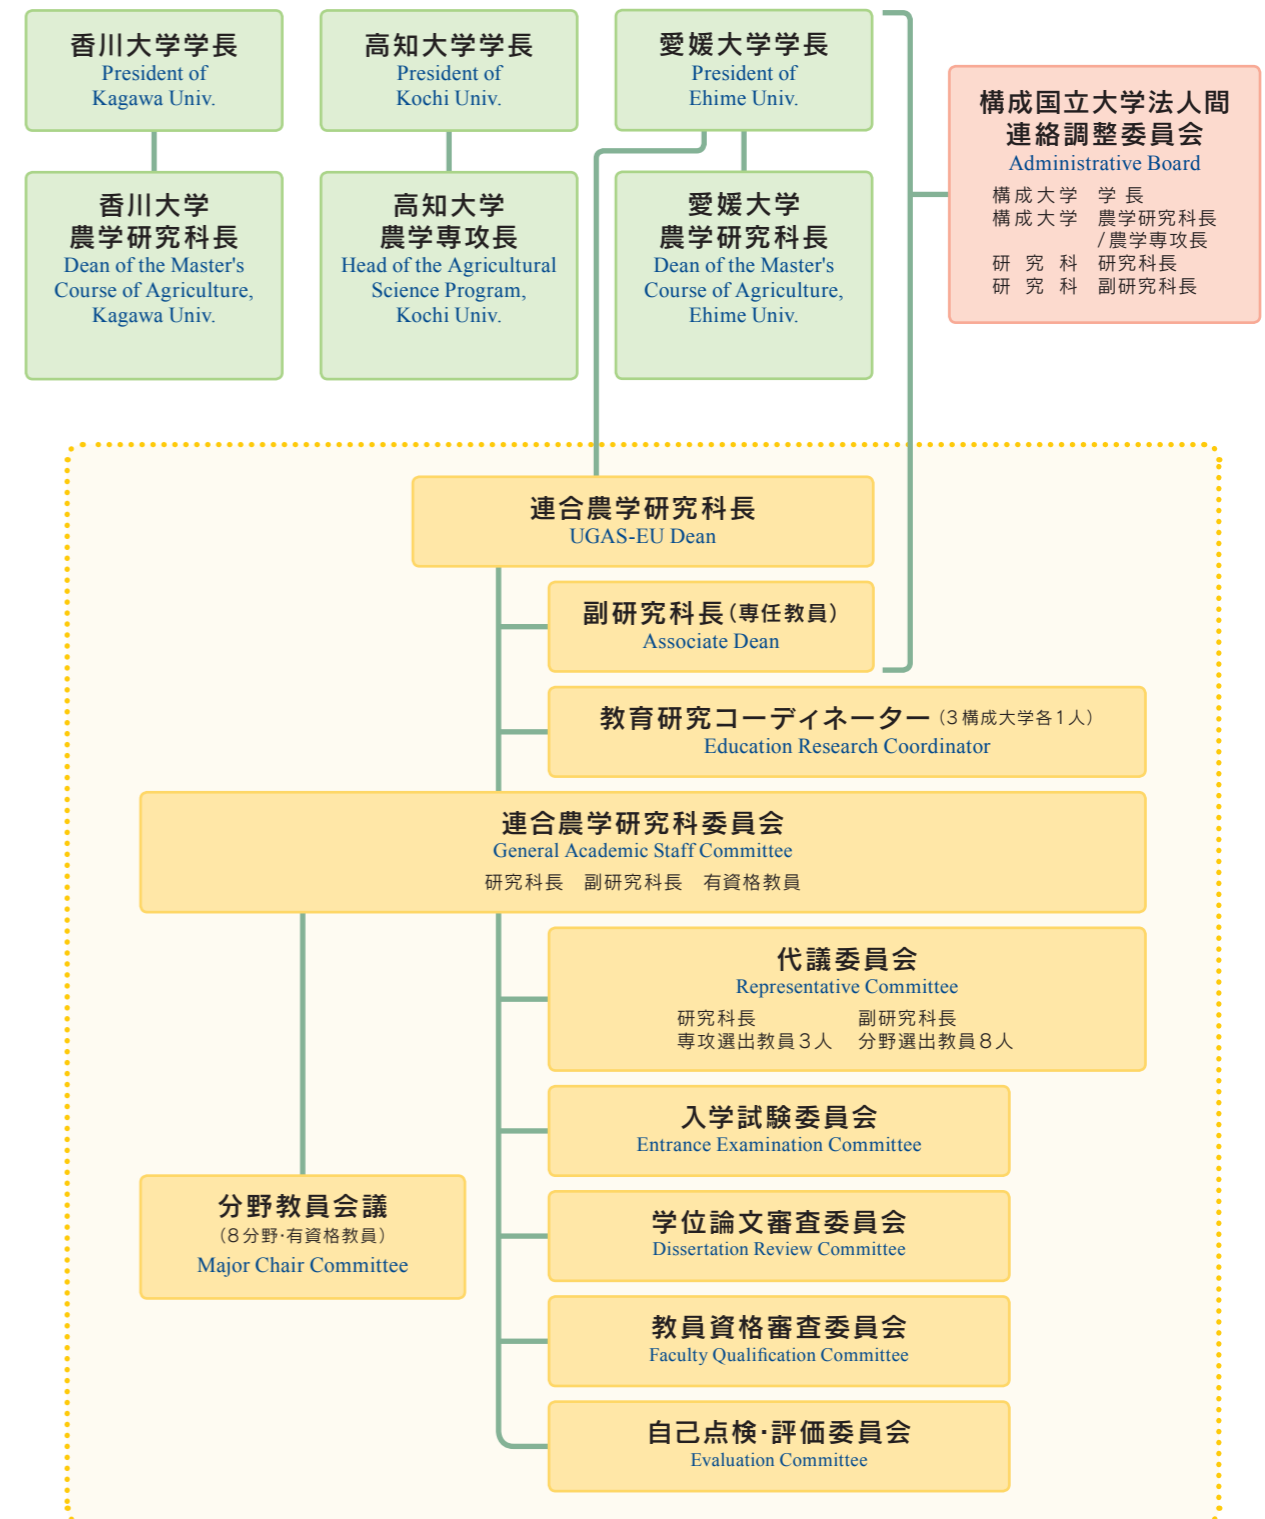 香川大学学長
President of
Kagawa Univ.
高知大学学長
President of
Kochi Univ.
愛媛大学学長
President of
Ehime Univ.
構成国立大学法人間
連絡調整委員会
Administrative Board
構成大学 学長
構成大学 農学研究科長
/農学専攻長
研究科 研究科長
研究科 副研究科長
香川大学
農学研究科長
Dean of the Master's
Course of Agriculture,
Kagawa Univ.
高知大学
農学専攻長
Head of the Agricultural
Science Program,
Kochi Univ.
愛媛大学
農学研究科長
Dean of the Master's
Course of Agriculture,
Ehime Univ.
連合農学研究科長
UGAS-EU Dean
副研究科長(専任教員)
Associate Dean
教育研究コーディネーター(3構成大学各1人)
Education Research Coordinator
連合農学研究科委員会
General Academic Staff Committee
研究科長 副研究科長 有資格教員
代議委員会
Representative Committee
研究科長 副研究科長
専攻選出教員3人 分野選出教員8人
入学試験委員会
Entrance Examination Committee
分野教員会議
(8分野・有資格教員)
Major Chair Committee
学位論文審査委員会
Dissertation Review Committee
教員資格審査委員会
Faculty Qualification Committee
自己点検・評価委員会
Evaluation Committee